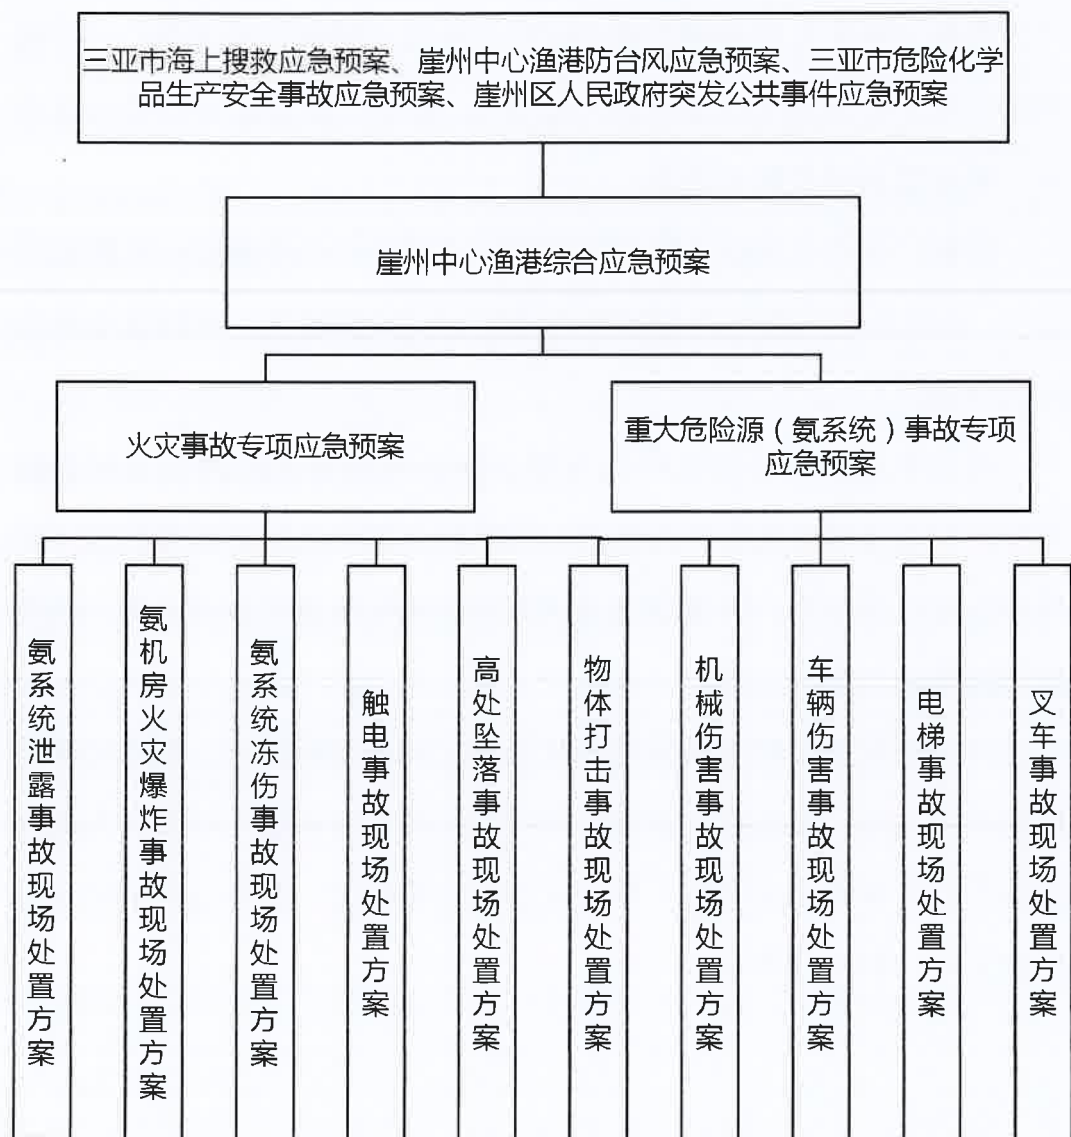 三亚市海上搜救应急预案、崖州中心渔港防台风应急预案、三亚市危险化学
品生产安全事故应急预案、崖州区人民政府突发公共事件应急预案
崖州中心渔港综合应急预案
火灾事故专项应急预案
重大危险源（氨系统）事故专项
应急预案
氨系统泄露事故现场处置方案
氨机房火灾爆炸事故现场处置方案
氨系统冻伤事故现场处置方案
触电事故现场处置方案
高处坠落事故现场处置方案
物体打击事故现场处置方案
机械伤害事故现场处置方案
车辆伤害事故现场处置方案
电梯事故现场处置方案
叉车事故现场处置方案